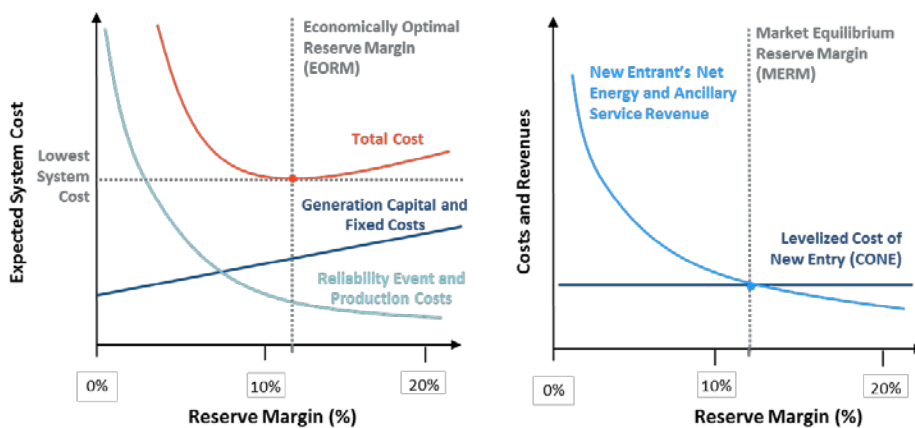 Economically Optimal
Reserve Margin
(EORM)
Total Cost
Lowest
System
Cost
Generation Capital and
Fixed Costs
Reliability Event and
Production Costs
Expected System Cost
0%
10%
20%
Reserve Margin (%)
Market Equilibrium
Reserve Margin
(MERM)
New Entrant's Net
Energy and Ancillary
Service Revenue
Levelized Cost of
New Entry (CONE)
Costs and Revenues
0%
10%
20%
Reserve Margin (%)